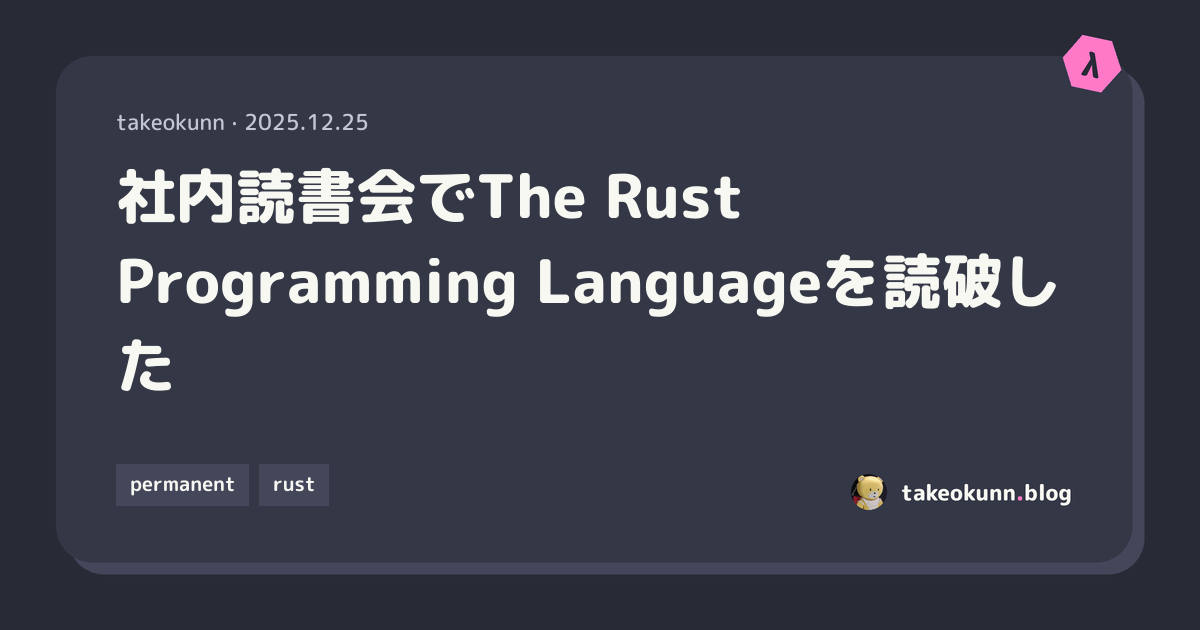 λ
takeokunn · 2025.12.25
社内読書会でThe Rust
Programming Languageを読破し
た
permanent
rust
takeokunn.blog